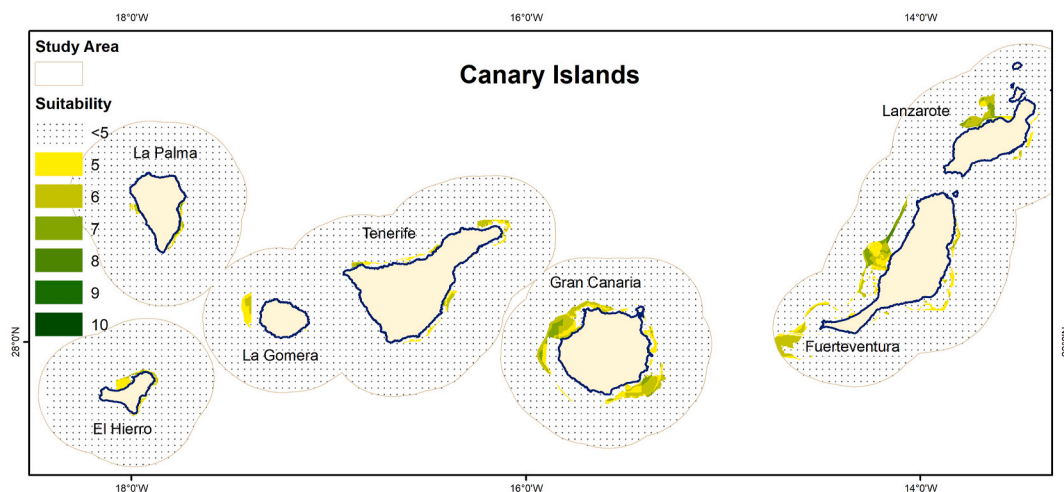 18°0'W 16°0'W 14°0'W
Study Area
Canary Islands
Suitability
<5
5
6
7
8
9
10
La Palma
Lanzarote
Tenerife
Gran Canaria
28°0'N
La Gomera
Fuerteventura
El Hierro
18°0'W 16°0'W 14°0'W